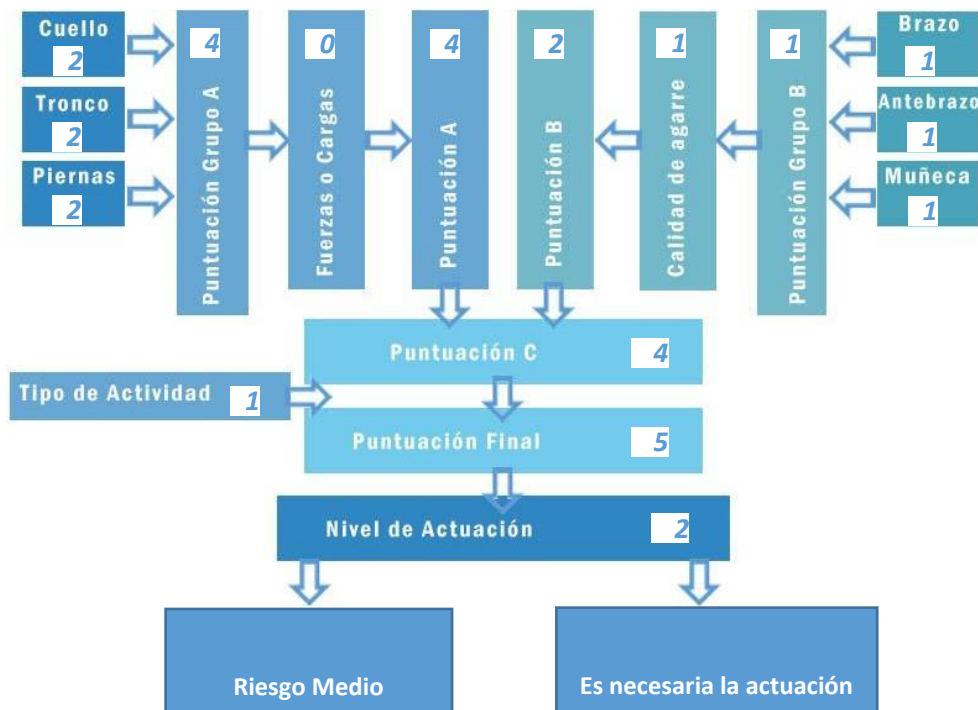 Cuello
2
Tronco
2
Piernas
2
4
Puntuación Grupo A
0
Fuerzas o Cargas
4
Puntuación A
2
Puntuación B
1
Calidad de agarre
1
Puntuación Grupo B
Brazo
1
Antebrazo
1
Muñeca
1
Puntuación C 4
Tipo de Actividad 1
Puntuación Final 5
Nivel de Actuación 2
Riesgo Medio
Es necesaria la actuación